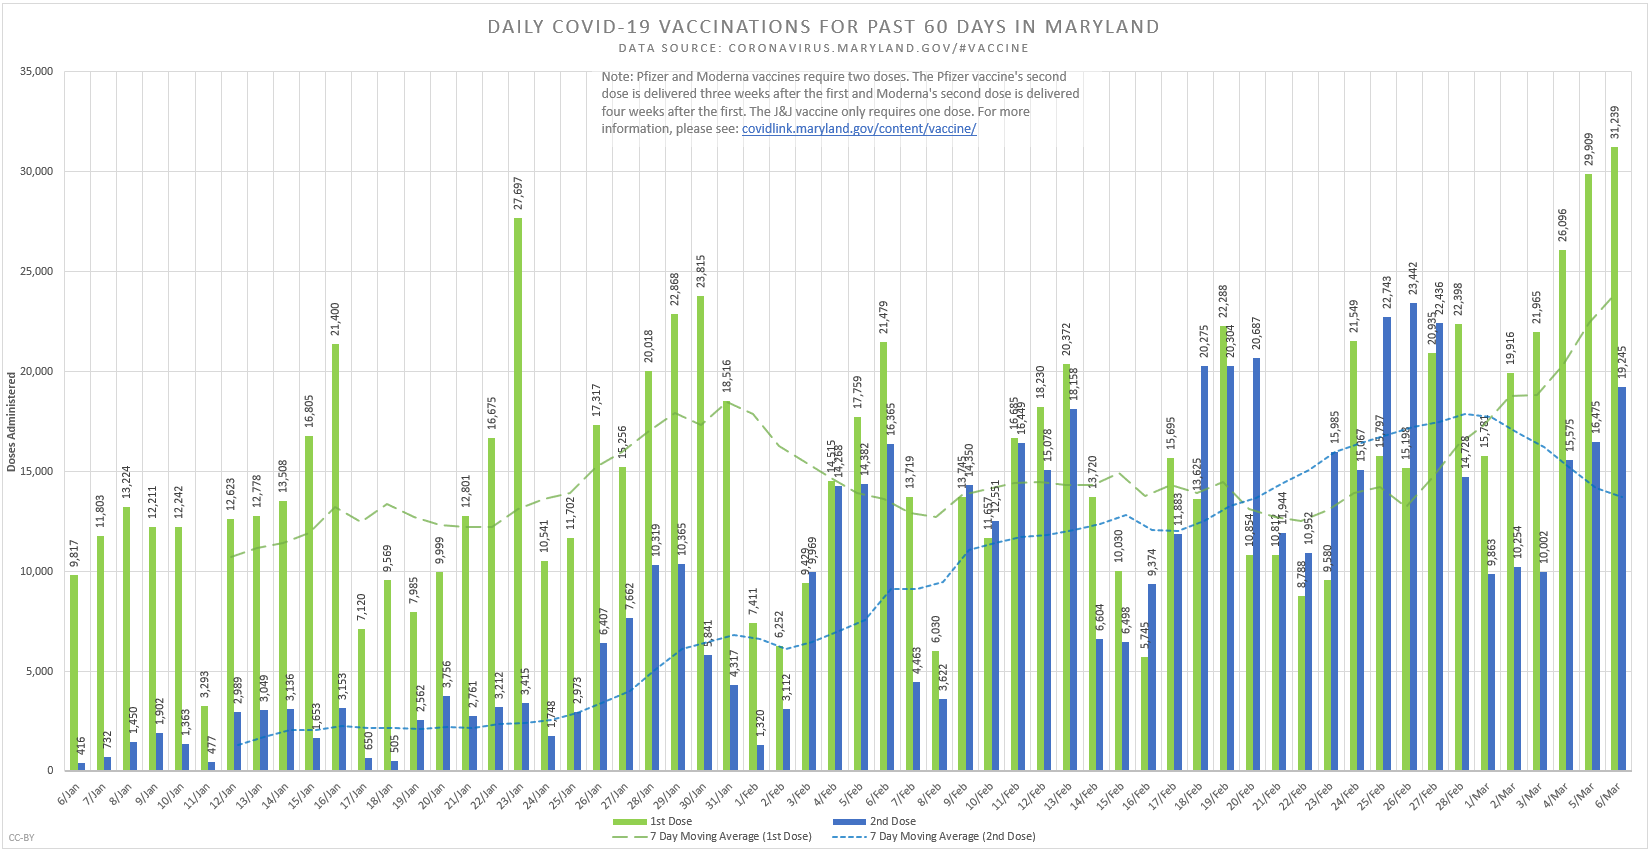 DAILY COVID-19 VACCINATIONS FOR PAST 60 DAYS IN MARYLAND
DATA SOURCE: CORONAVIRUS.MARYLAND.GOV/#VACCINE
Note: Pfizer and Moderna vaccines require two doses. The Pfizer vaccine's second
dose is delivered three weeks after the first and Moderna's second dose is delivered
four weeks after the first. The J&J vaccine only requires one dose. For more
information, please see: covidlink.maryland.gov/content/vaccine/
Doses Administered
35,000
30,000
25,000
20,000
15,000
10,000
5,000
0
9,817
416
11,803
732
13,224
1,450
12,211
1,902
12,242
1,363
3,293
477
12,623
2,989
12,778
3,049
13,508
3,136
16,805
1,653
21,400
3,153
7,120
650
9,569
505
7,985
2,562
9,999
3,756
12,801
2,761
16,675
3,212
27,697
3,415
10,541
1,748
11,702
2,973
17,317
6,407
15,256
7,662
20,018
10,319
22,868
10,365
23,815
5,841
18,516
4,317
7,411
1,320
6,252
3,112
9,429
9,969
14,515
14,268
17,759
14,382
21,479
16,365
13,719
4,463
6,030
3,622
13,745
14,350
11,657
12,551
16,685
16,449
18,230
15,078
20,372
18,158
13,720
6,604
10,030
6,498
5,745
9,374
15,695
11,883
13,625
20,275
22,288
20,304
10,854
20,687
10,812
11,944
8,788
10,952
9,580
15,985
21,549
15,067
15,797
22,743
15,198
23,442
20,935
22,436
22,398
14,728
15,781
9,863
19,916
10,254
21,965
10,002
26,096
15,575
29,909
16,475
31,239
19,245
6/Jan
7/Jan
8/Jan
9/Jan
10/Jan
11/Jan
12/Jan
13/Jan
14/Jan
15/Jan
16/Jan
17/Jan
18/Jan
19/Jan
20/Jan
21/Jan
22/Jan
23/Jan
24/Jan
25/Jan
26/Jan
27/Jan
28/Jan
29/Jan
30/Jan
31/Jan
1/Feb
2/Feb
3/Feb
4/Feb
5/Feb
6/Feb
7/Feb
8/Feb
9/Feb
10/Feb
11/Feb
12/Feb
13/Feb
14/Feb
15/Feb
16/Feb
17/Feb
18/Feb
19/Feb
20/Feb
21/Feb
22/Feb
23/Feb
24/Feb
25/Feb
26/Feb
27/Feb
28/Feb
1/Mar
2/Mar
3/Mar
4/Mar
5/Mar
6/Mar
1st Dose
2nd Dose
7 Day Moving Average (1st Dose)
7 Day Moving Average (2nd Dose)
CC-BY